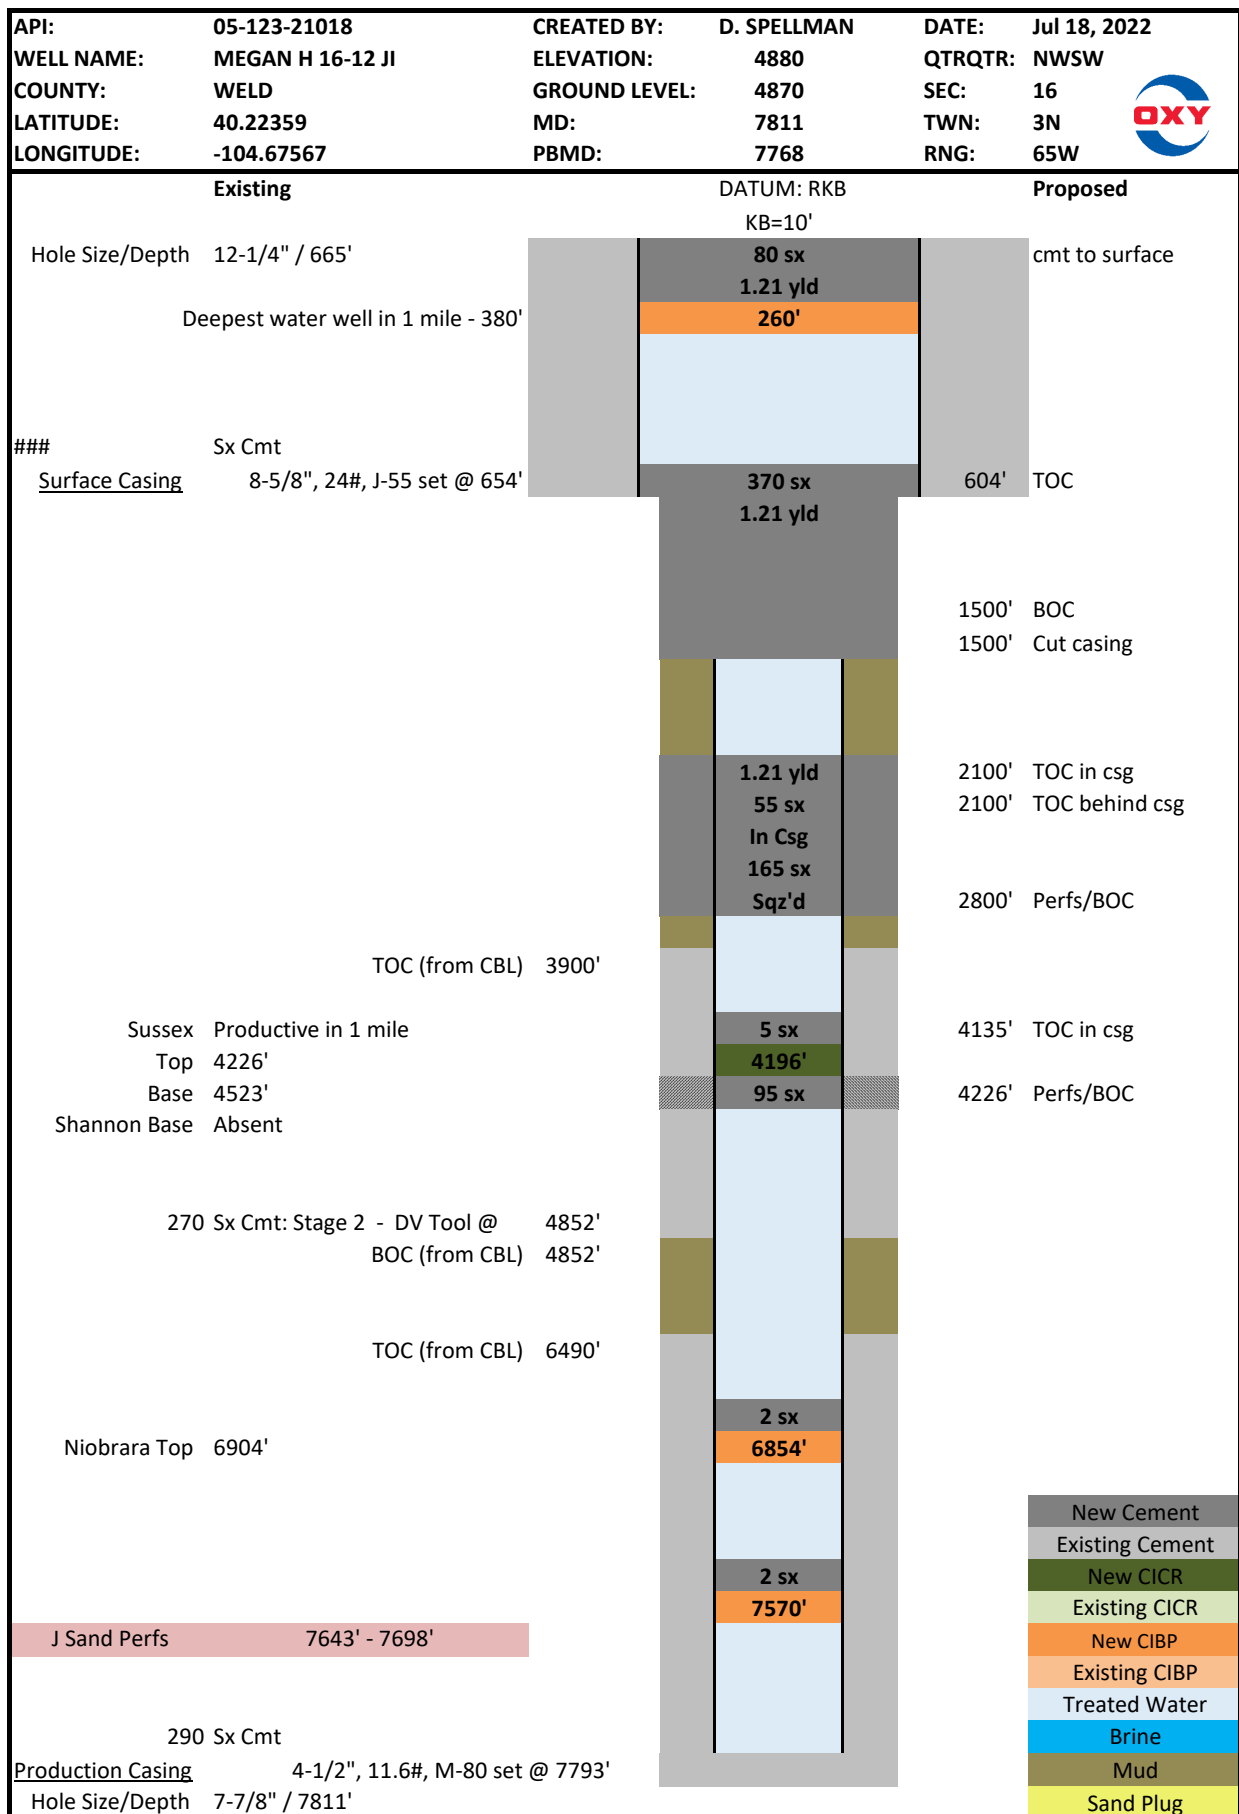 API: 05-123-21018 CREATED BY: D. SPELLMAN DATE: Jul 18, 2022
WELL NAME: MEGAN H 16-12 JI ELEVATION: 4880 QTRQTR: NWSW
COUNTY: WELD GROUND LEVEL: 4870 SEC: 16
OXY
LATITUDE: 40.22359 MD: 7811 TWN: 3N
LONGITUDE: -104.67567 PBMD: 7768 RNG: 65W
Existing DATUM: RKB Proposed
KB=10'
Hole Size/Depth 12-1/4" / 665' 80 sx cmt to surface
1.21 yld
Deepest water well in 1 mile - 380' 260'
### Sx Cmt
Surface Casing 8-5/8", 24#, J-55 set @ 654' 370 sx 604' TOC
1.21 yld
1500' BOC
1500' Cut casing
1.21 yld 2100' TOC in csg
55 sx 2100' TOC behind csg
In Csg
165 sx
Sqz'd 2800' Perfs/BOC
TOC (from CBL) 3900'
Sussex Productive in 1 mile 5 sx 4135' TOC in csg
Top 4226' 4196'
Base 4523' 95 sx 4226' Perfs/BOC
Shannon Base Absent
270 Sx Cmt: Stage 2 - DV Tool @ 4852'
BOC (from CBL) 4852'
TOC (from CBL) 6490'
2 sx
Niobrara Top 6904' 6854'
New Cement
Existing Cement
2 sx New CICR
7570' Existing CICR
J Sand Perfs 7643' - 7698' New CIBP
Existing CIBP
Treated Water
290 Sx Cmt Brine
Production Casing 4-1/2", 11.6#, M-80 set @ 7793' Mud
Hole Size/Depth 7-7/8" / 7811' Sand Plug